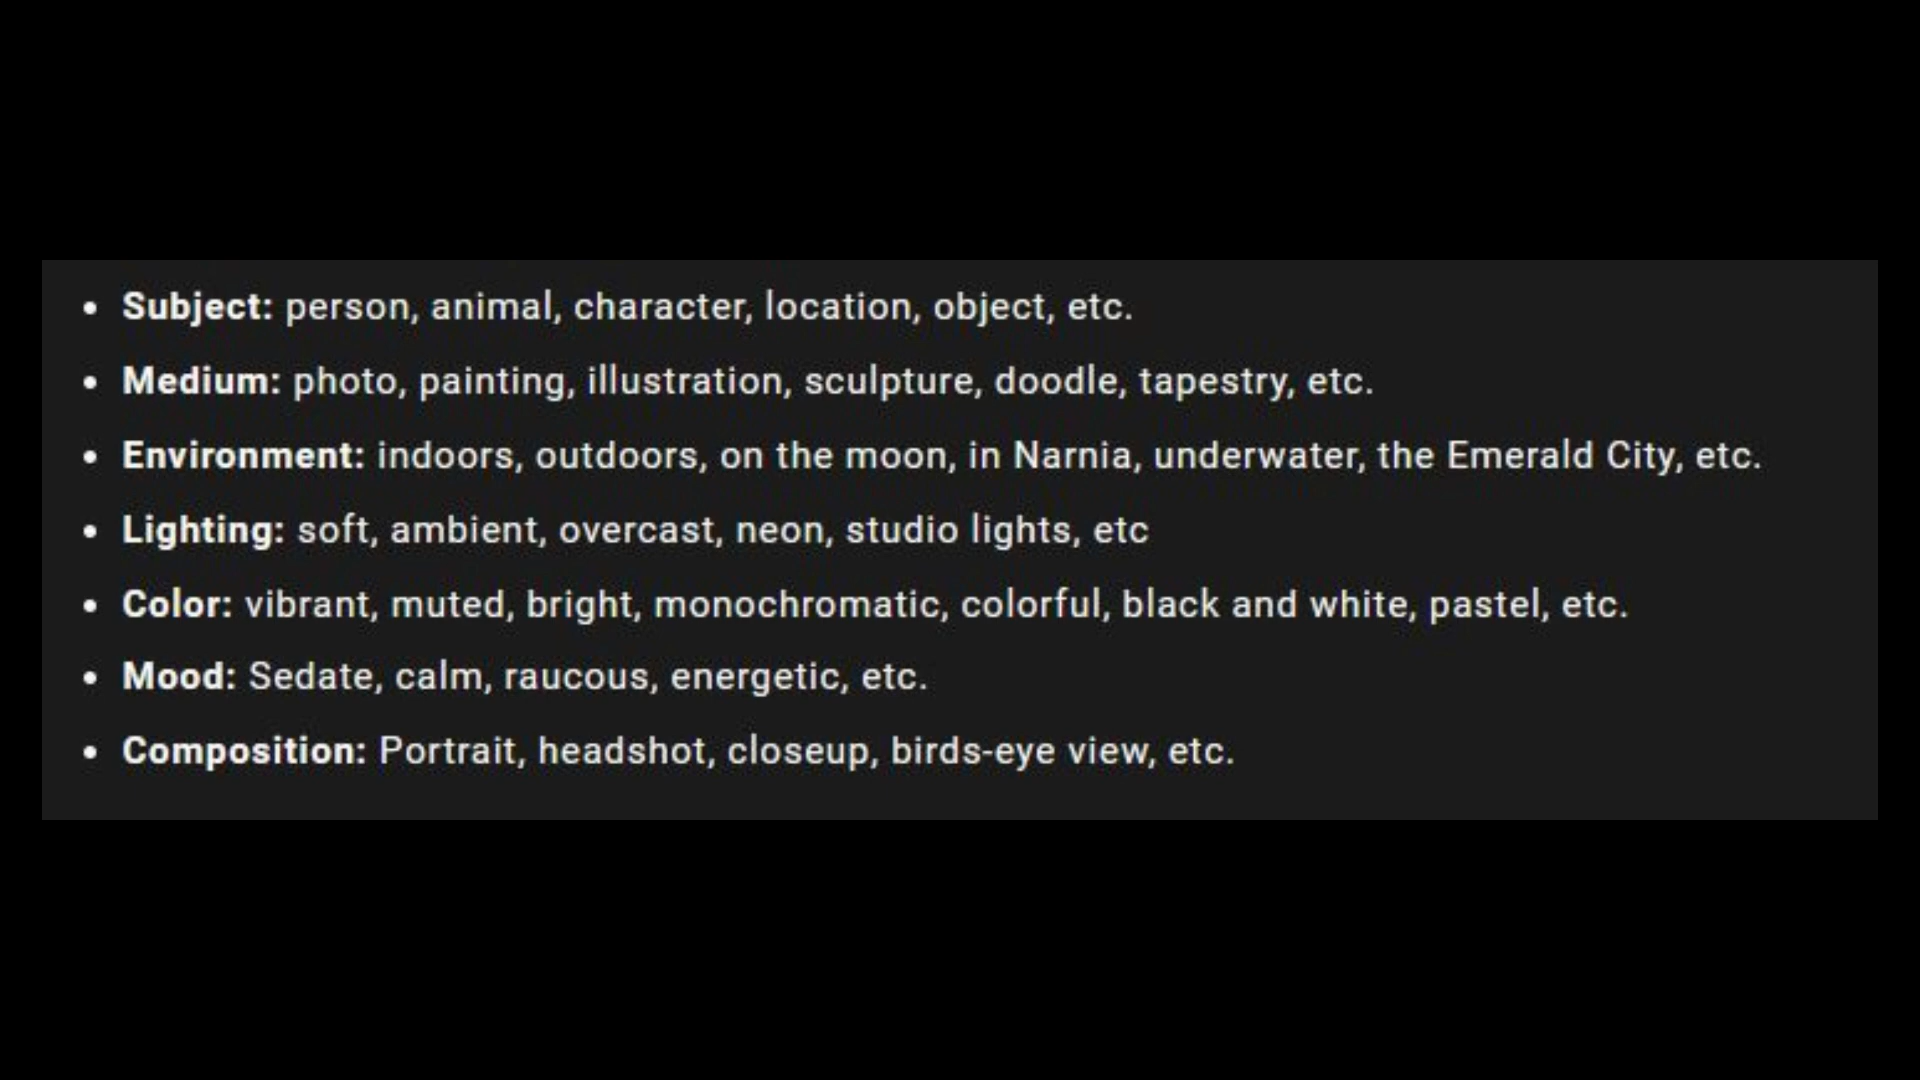 • Subject: person, animal, character, location, object, etc.
• Medium: photo, painting, illustration, sculpture, doodle, tapestry, etc.
• Environment: indoors, outdoors, on the moon, in Narnia, underwater, the Emerald City, etc.
• Lighting: soft, ambient, overcast, neon, studio lights, etc
• Color: vibrant, muted, bright, monochromatic, colorful, black and white, pastel, etc.
• Mood: Sedate, calm, raucous, energetic, etc.
• Composition: Portrait, headshot, closeup, birds-eye view, etc.